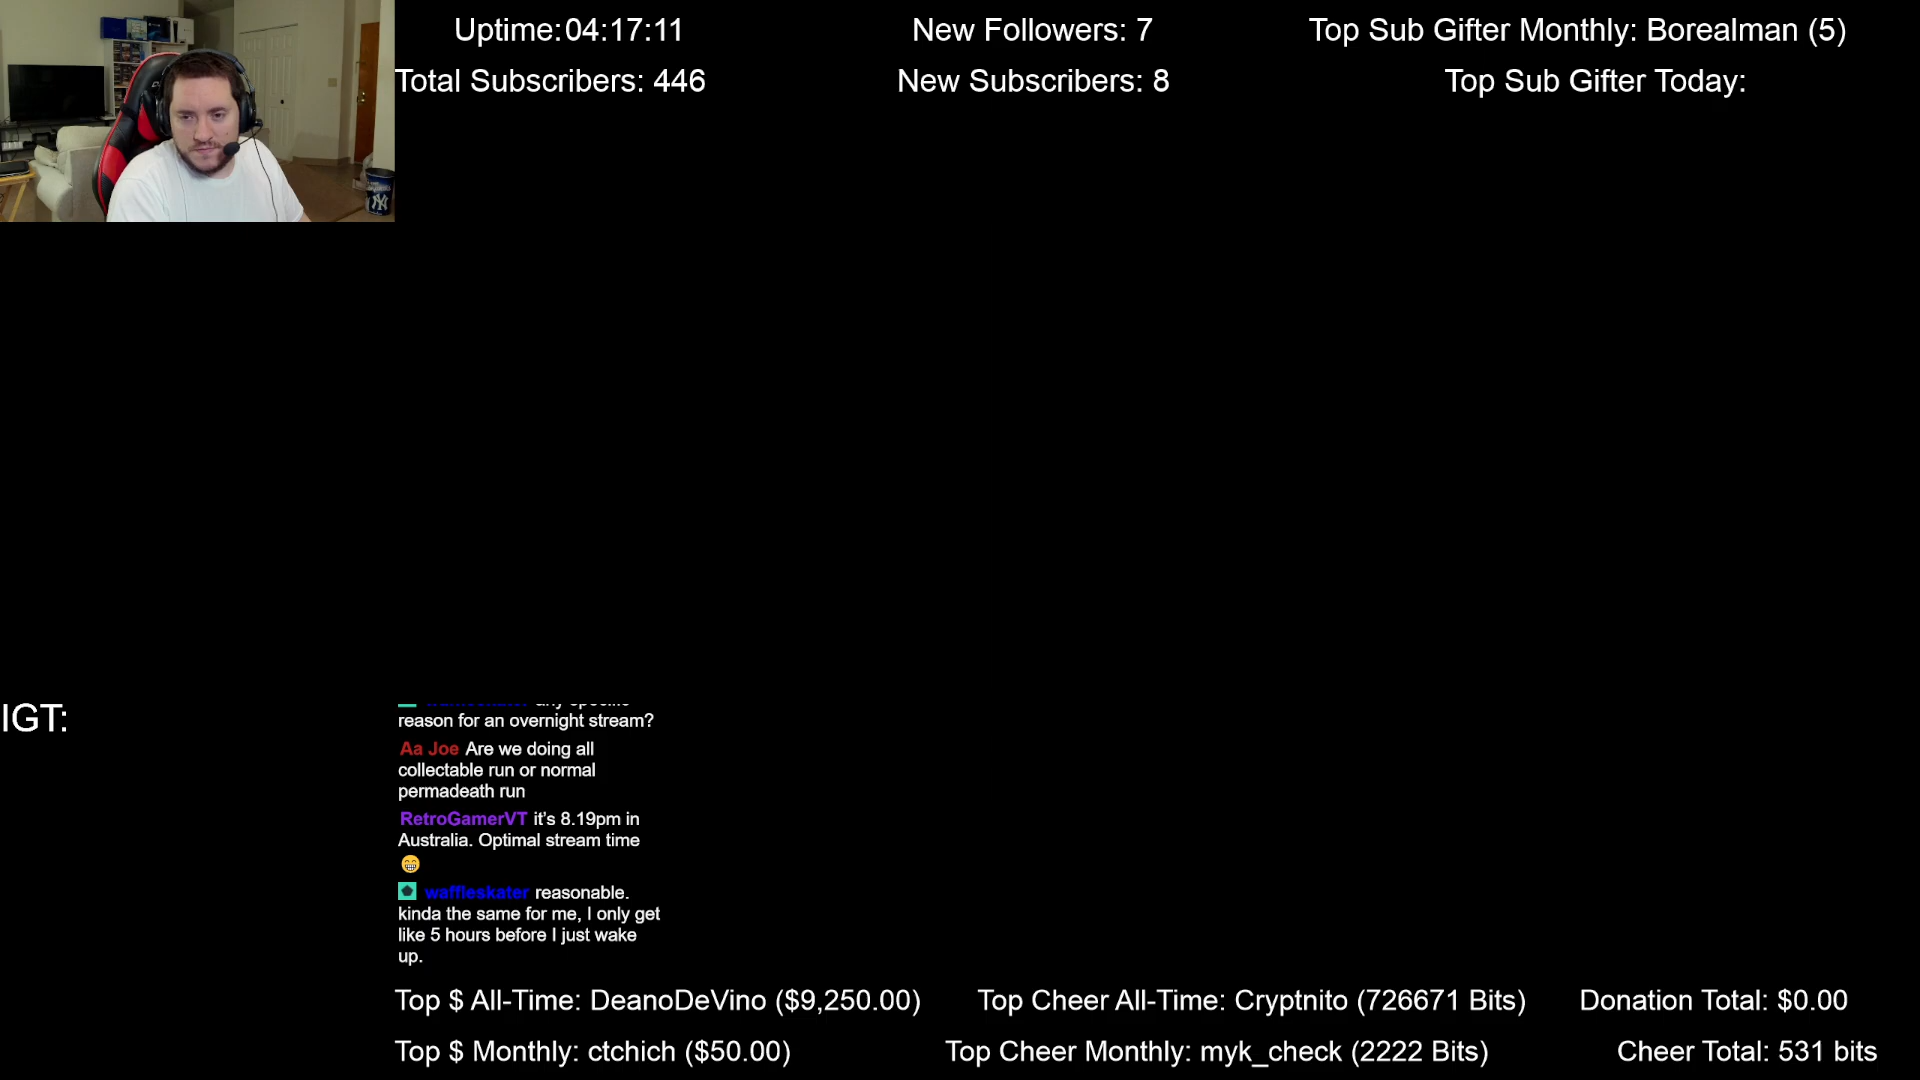 Uptime:04:17:11
New Followers: 7
Top Sub Gifter Monthly: Borealman (5)
Total Subscribers: 446
New Subscribers: 8
Top Sub Gifter Today:
IGT:
reason for an overnight stream?
Aa Joe Are we doing all
collectable run or normal
permadeath run
RetroGamerVT it's 8.19pm in
Australia. Optimal stream time
😁
waffleskater reasonable.
kinda the same for me, I only get
like 5 hours before I just wake
up.
Top $ All-Time: DeanoDeVino ($9,250.00)
Top Cheer All-Time: Cryptnito (726671 Bits)
Donation Total: $0.00
Top $ Monthly: ctchich ($50.00)
Top Cheer Monthly: myk_check (2222 Bits)
Cheer Total: 531 bits